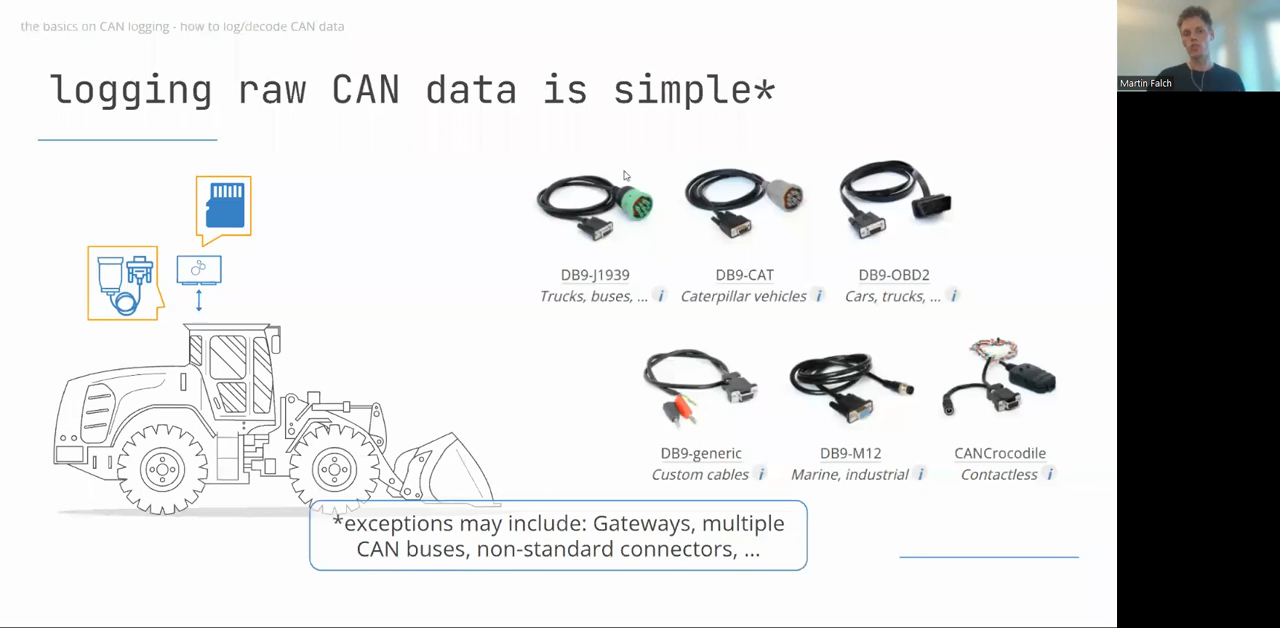 the basics on CAN logging - how to log/decode CAN data
logging raw CAN data is simple*
Martin Falch
DB9-J1939
Trucks, buses, ... i
DB9-CAT
Caterpillar vehicles i
DB9-OBD2
Cars, trucks, ... i
DB9-generic
Custom cables i
DB9-M12
Marine, industrial i
CANCrocodile
Contactless i
*exceptions may include: Gateways, multiple
CAN buses, non-standard connectors, ...